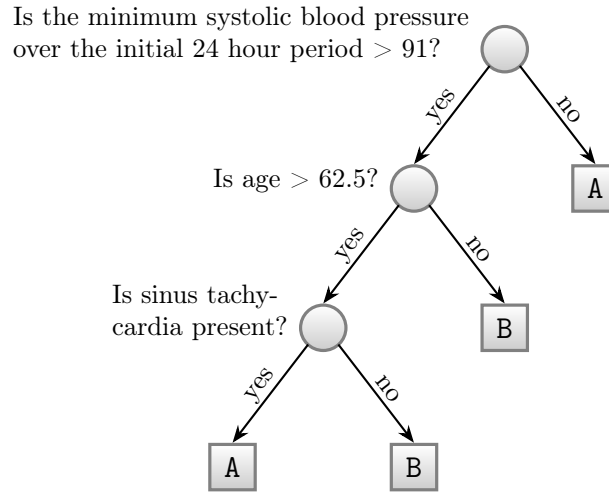 Is the minimum systolic blood pressure
over the initial 24 hour period > 91?
yes
no
Is age > 62.5?
A
yes
no
Is sinus tachy-
cardia present?
B
yes
no
A
B